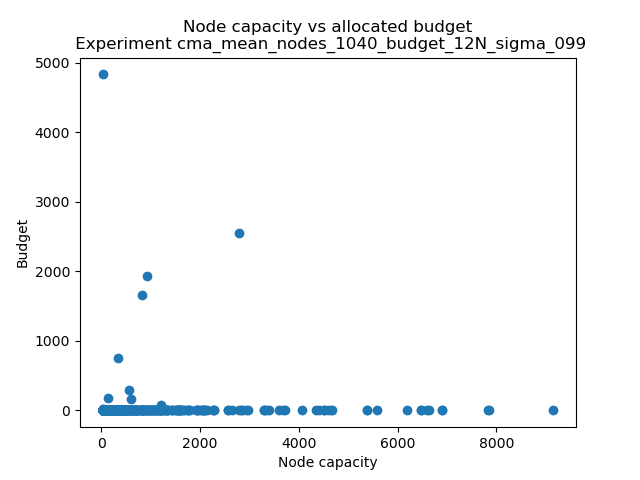 Node capacity vs allocated budget
Experiment cma_mean_nodes_1040_budget_12N_sigma_099
5000
4000
3000
2000
1000
0
Budget
0 2000 4000 6000 8000
Node capacity